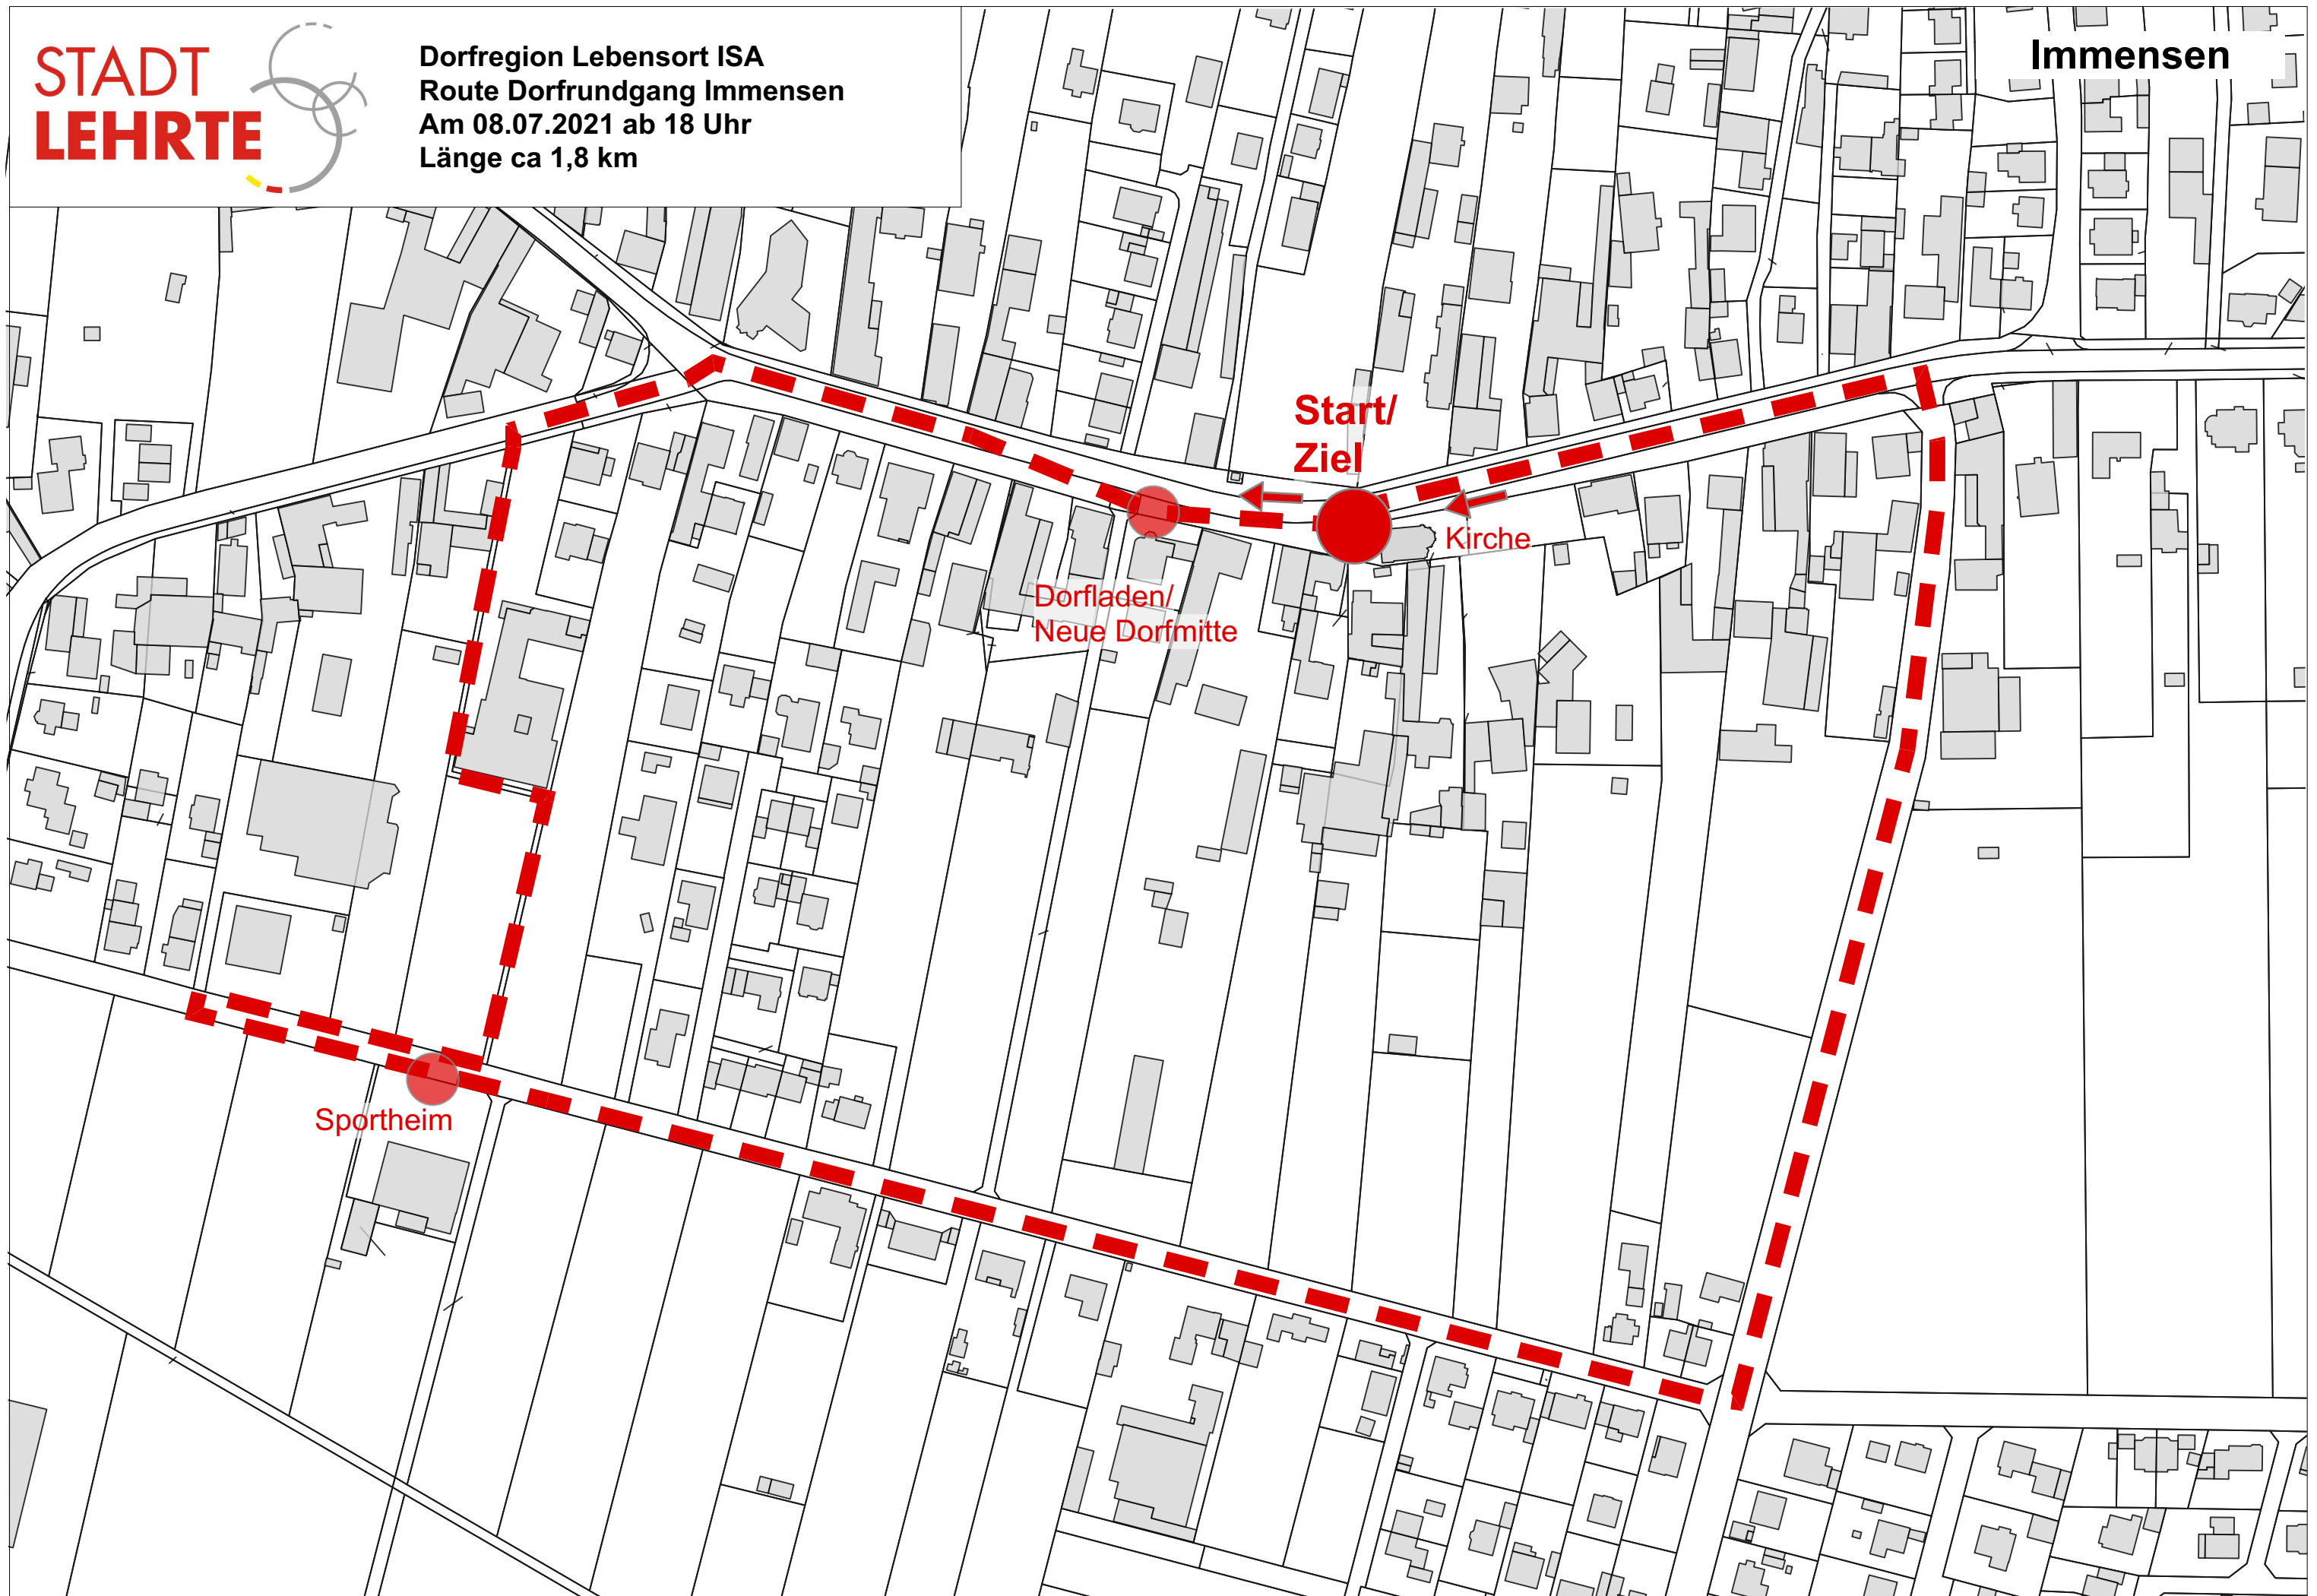 STADT
LEHRTE
Dorfregion Lebensort ISA
Route Dorfrundgang Immensen
Am 08.07.2021 ab 18 Uhr
Länge ca 1,8 km
Immensen
Start/
Ziel
Kirche
Dorfladen/
Neue Dorfmitte
Sportheim